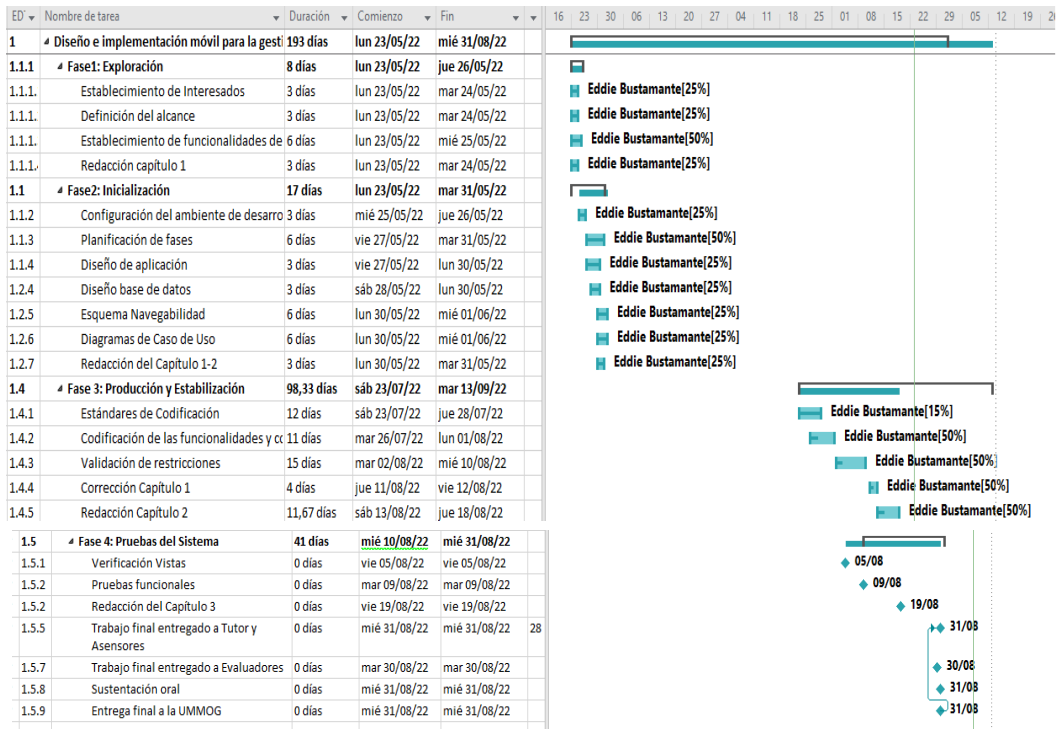 ED Nombre de tarea Duración Comienzo Fin 16 23 30 06 13 20 27 04 11 18 25 01 08 15 22 29 05 12 19
1 Diseño e implementación móvil para la gesti 193 días lun 23/05/22 mié 31/08/22
1.1.1 Fase1: Exploración 8 días lun 23/05/22 jue 26/05/22
1.1.1. Establecimiento de Interesados 3 días lun 23/05/22 mar 24/05/22 Eddie Bustamante[25%]
1.1.1. Definición del alcance 3 días lun 23/05/22 mar 24/05/22 Eddie Bustamante[25%]
1.1.1. Establecimiento de funcionalidades de 6 días lun 23/05/22 mié 25/05/22 Eddie Bustamante[50%]
1.1.1. Redacción capítulo 1 3 días lun 23/05/22 mar 24/05/22 Eddie Bustamante[25%]
1.1 Fase2: Inicialización 17 días lun 23/05/22 mar 31/05/22
1.1.2 Configuración del ambiente de desarro 3 días mié 25/05/22 jue 26/05/22 Eddie Bustamante[25%]
1.1.3 Planificación de fases 6 días vie 27/05/22 mar 31/05/22 Eddie Bustamante[50%]
1.1.4 Diseño de aplicación 3 días vie 27/05/22 lun 30/05/22 Eddie Bustamante[25%]
1.2.4 Diseño base de datos 3 días sáb 28/05/22 lun 30/05/22 Eddie Bustamante[25%]
1.2.5 Esquema Navegabilidad 6 días lun 30/05/22 mié 01/06/22 Eddie Bustamante[25%]
1.2.6 Diagramas de Caso de Uso 6 días lun 30/05/22 mié 01/06/22 Eddie Bustamante[25%]
1.2.7 Redacción del Capítulo 1-2 3 días lun 30/05/22 mar 31/05/22 Eddie Bustamante[25%]
1.4 Fase 3: Producción y Estabilización 98,33 días sáb 23/07/22 mar 13/09/22
1.4.1 Estándares de Codificación 12 días sáb 23/07/22 jue 28/07/22 Eddie Bustamante[15%]
1.4.2 Codificación de las funcionalidades y co 11 días mar 26/07/22 lun 01/08/22 Eddie Bustamante[50%]
1.4.3 Validación de restricciones 15 días mar 02/08/22 mié 10/08/22 Eddie Bustamante[50%]
1.4.4 Corrección Capítulo 1 4 días jue 11/08/22 vie 12/08/22 Eddie Bustamante[50%]
1.4.5 Redacción Capítulo 2 11,67 días sáb 13/08/22 jue 18/08/22 Eddie Bustamante[50%]
1.5 Fase 4: Pruebas del Sistema 41 días mié 10/08/22 mié 31/08/22
1.5.1 Verificación Vistas 0 días vie 05/08/22 vie 05/08/22 05/08
1.5.2 Pruebas funcionales 0 días mar 09/08/22 mar 09/08/22 09/08
1.5.2 Redacción del Capítulo 3 0 días vie 19/08/22 vie 19/08/22 19/08
1.5.5 Trabajo final entregado a Tutor y 0 días mié 31/08/22 mié 31/08/22 28 31/08
Asensores
1.5.7 Trabajo final entregado a Evaluadores 0 días mar 30/08/22 mar 30/08/22 30/08
1.5.8 Sustentación oral 0 días mié 31/08/22 mié 31/08/22 31/08
1.5.9 Entrega final a la UMMOG 0 días mié 31/08/22 mié 31/08/22 31/08